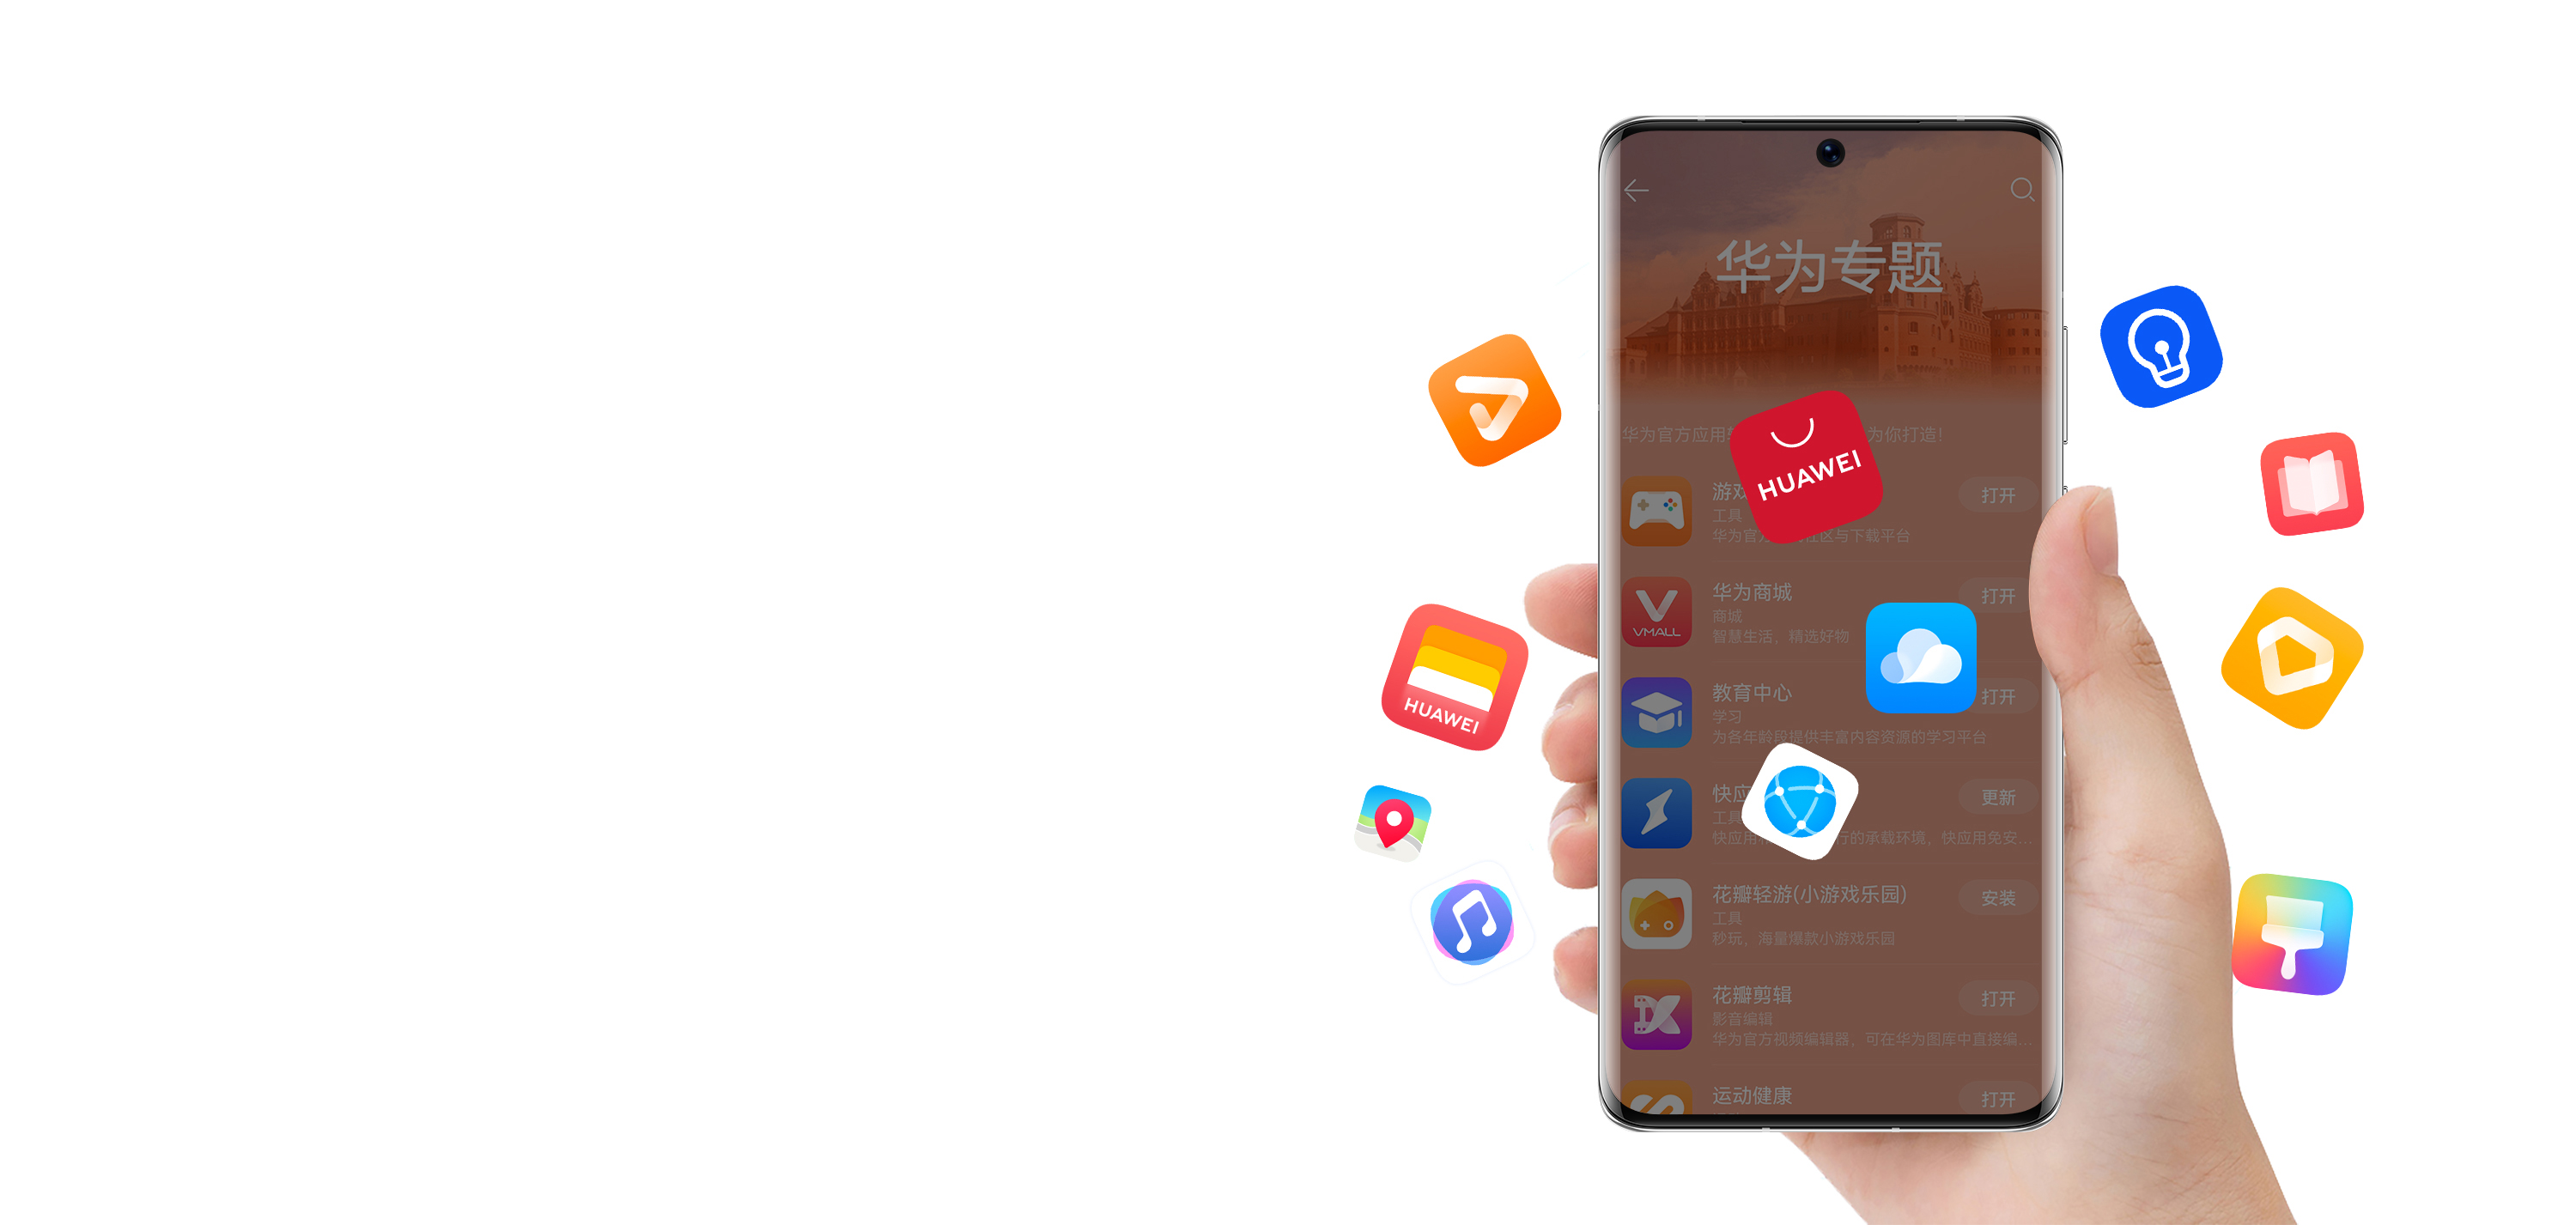 华为专题
华为官方应用
为你打造!
HUAWEI
游戏
工具
华为官
社区与下载平台
打开
华为商城
商城
智慧生活，精选好物
打开
VMALL
教育中心
学习
为各年龄段提供丰富内容资源的学习平台
打开
HUAWEI
快应
工具
快应用
行的承载环境，快应用免安...
更新
花瓣轻游(小游戏乐园)
工具
秒玩，海量爆款小游戏乐园
安装
花瓣剪辑
影音编辑
华为官方视频编辑器，可在华为图库中直接编...
打开
运动健康
打开